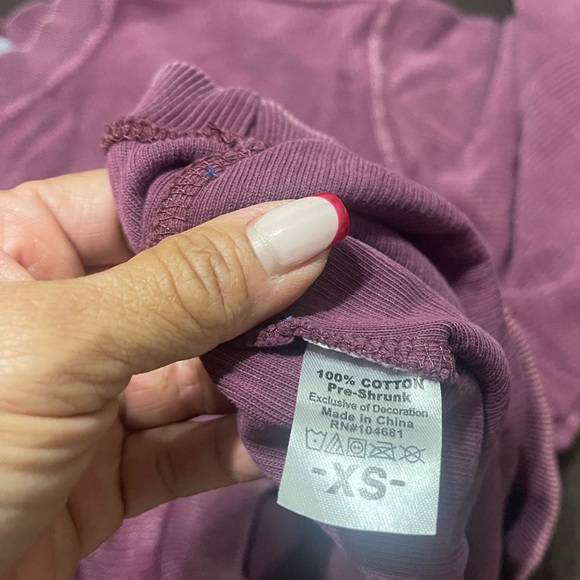 100% COTTON
Pre-Shrunk
Exclusive of Decoration
Made in China
RN#104681
-XS-